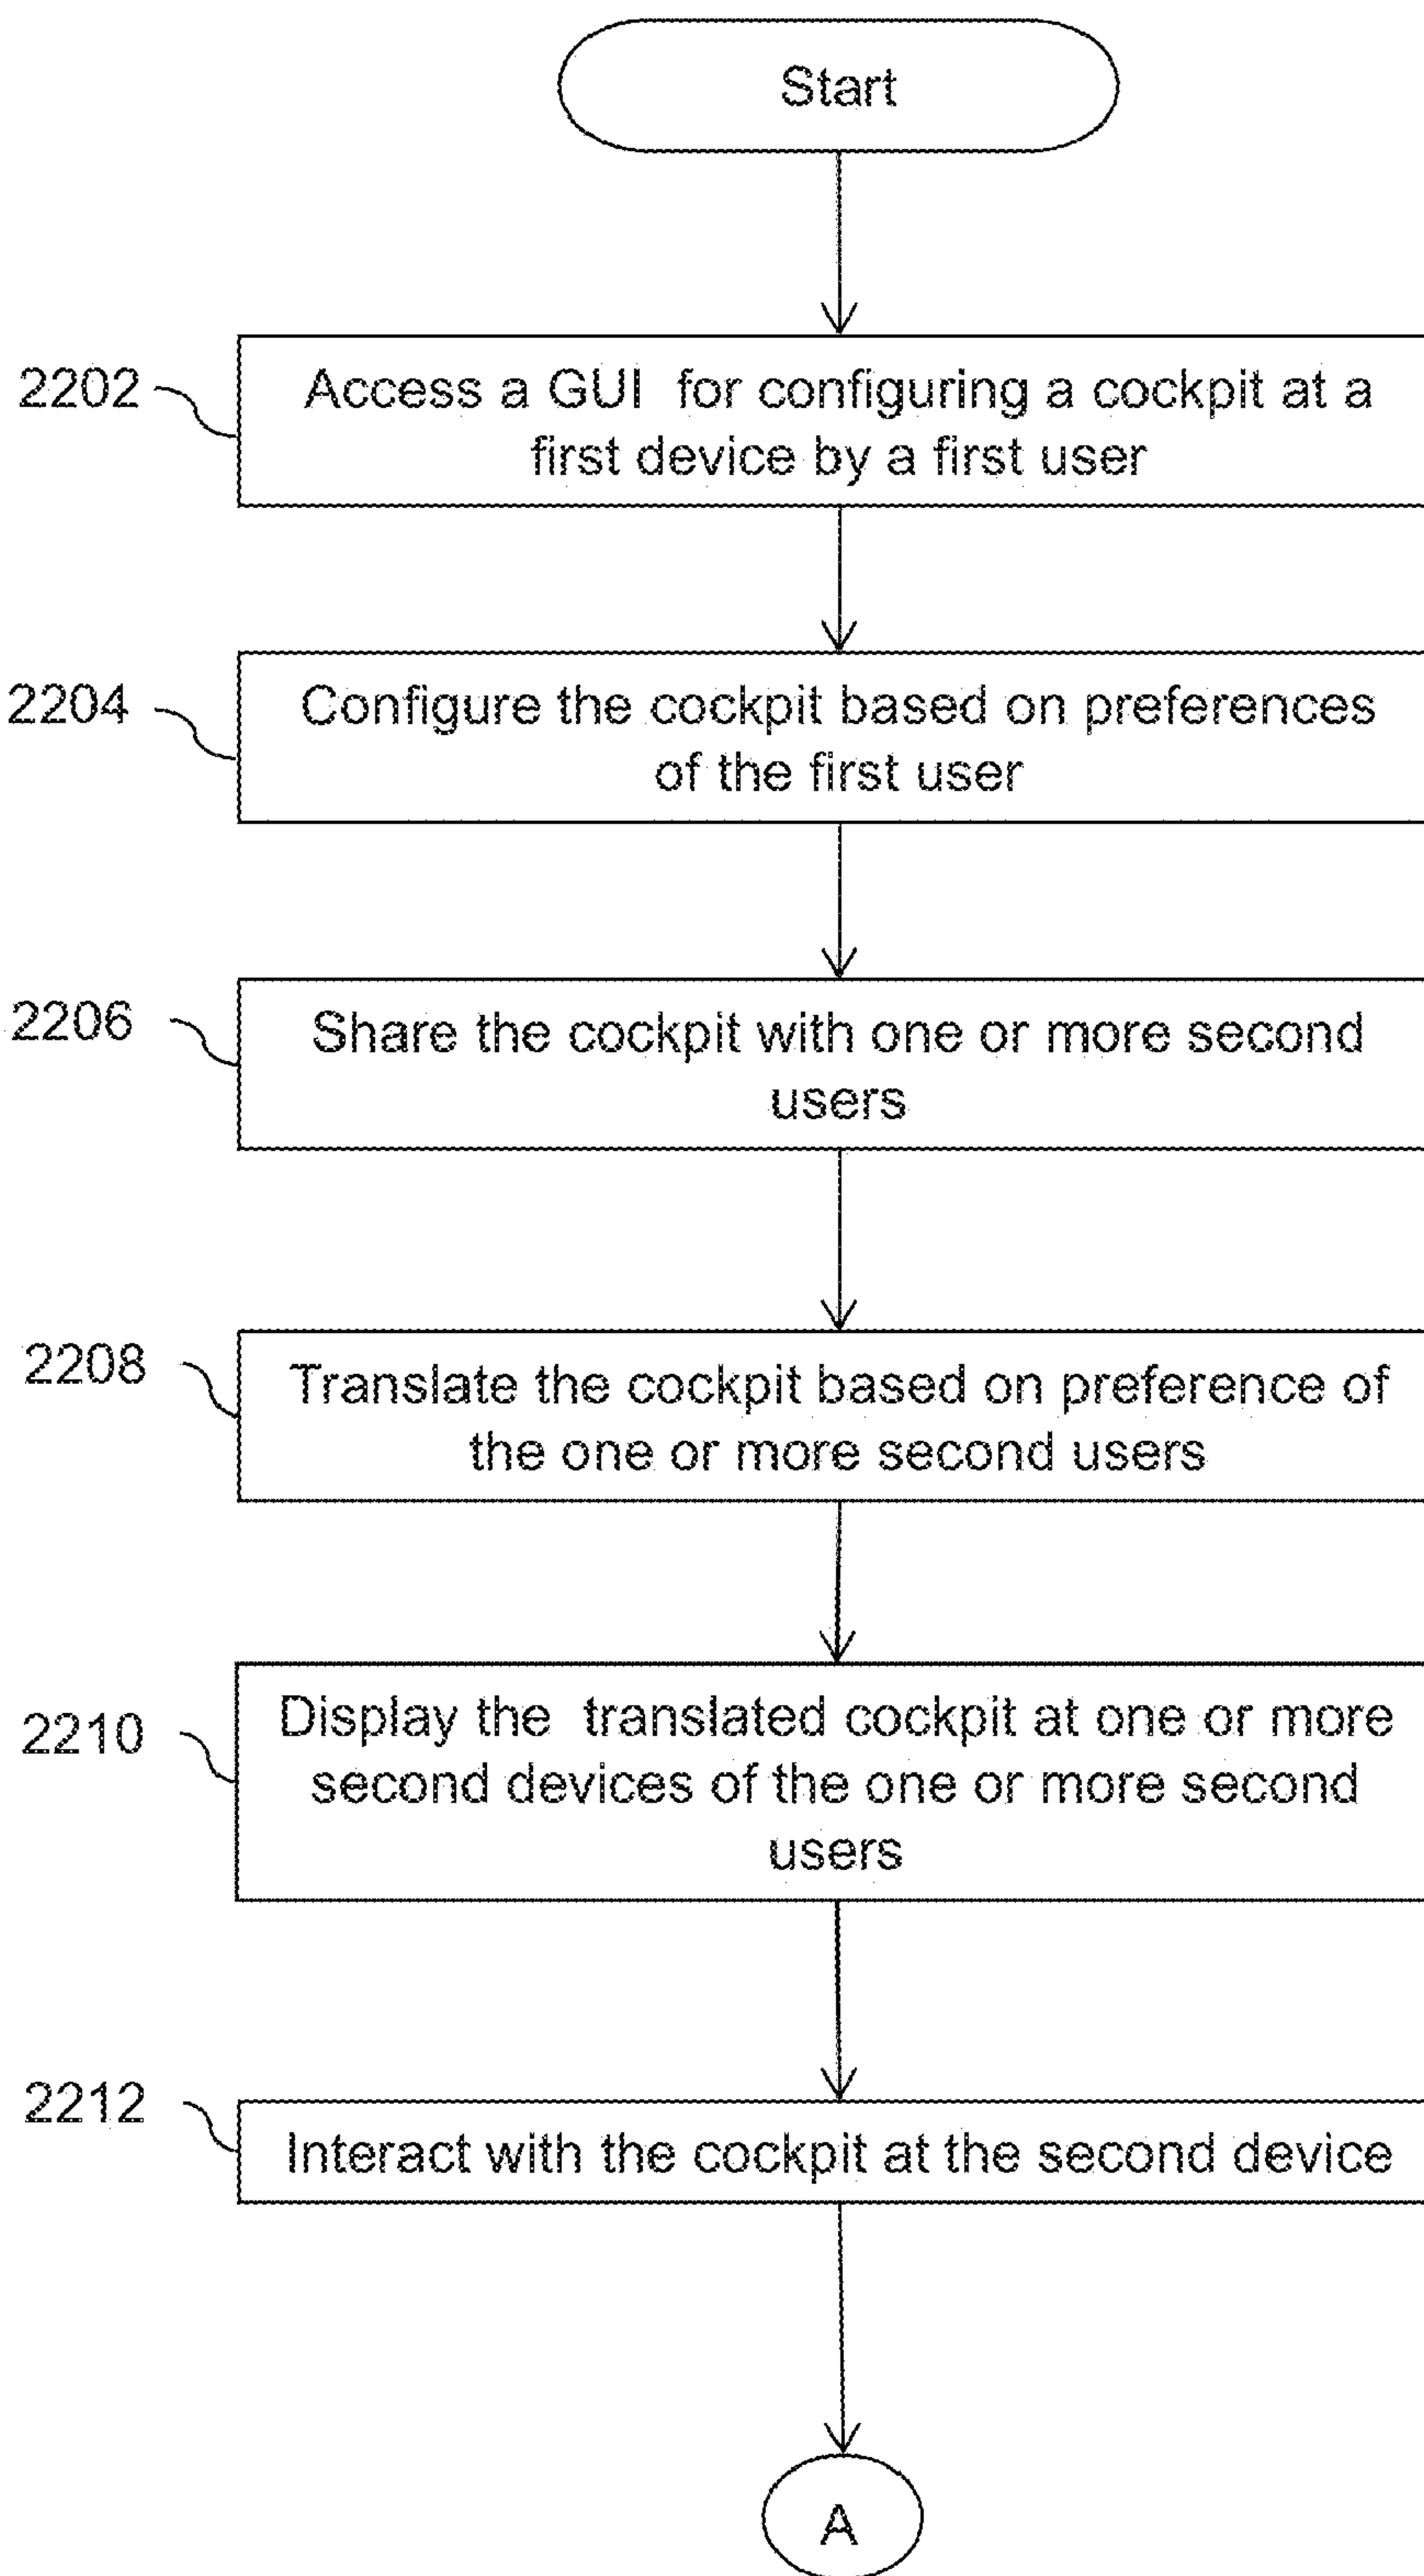 Start
2202
Access a GUI for configuring a cockpit at a
first device by a first user
2204
Configure the cockpit based on preferences
of the first user
2206
Share the cockpit with one or more second
users
2208
Translate the cockpit based on preference of
the one or more second users
2210
Display the translated cockpit at one or more
second devices of the one or more second
users
2212
Interact with the cockpit at the second device
A